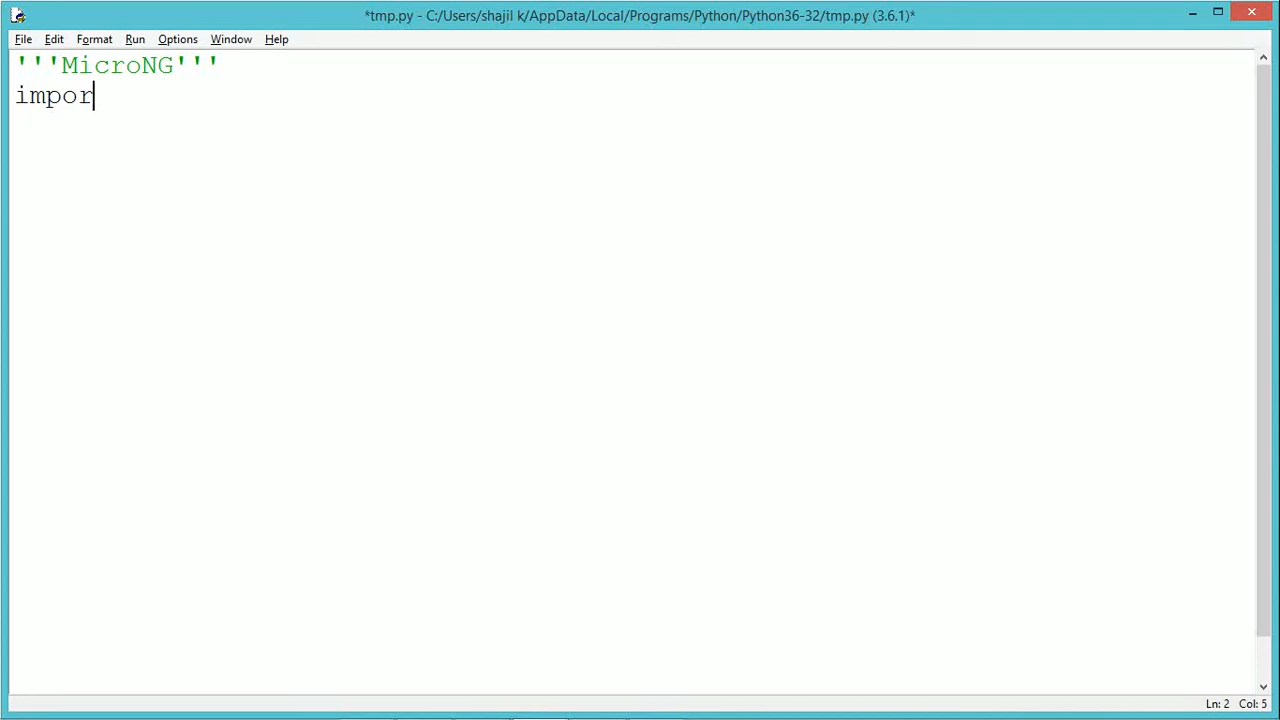 *tmp.py - C:/Users/shajil k/AppData/Local/Programs/Python/Python36-32/tmp.py (3.6.1)*
File Edit Format Run Options Window Help
'''MicroNG'''
impor
Ln: 2 Col: 5